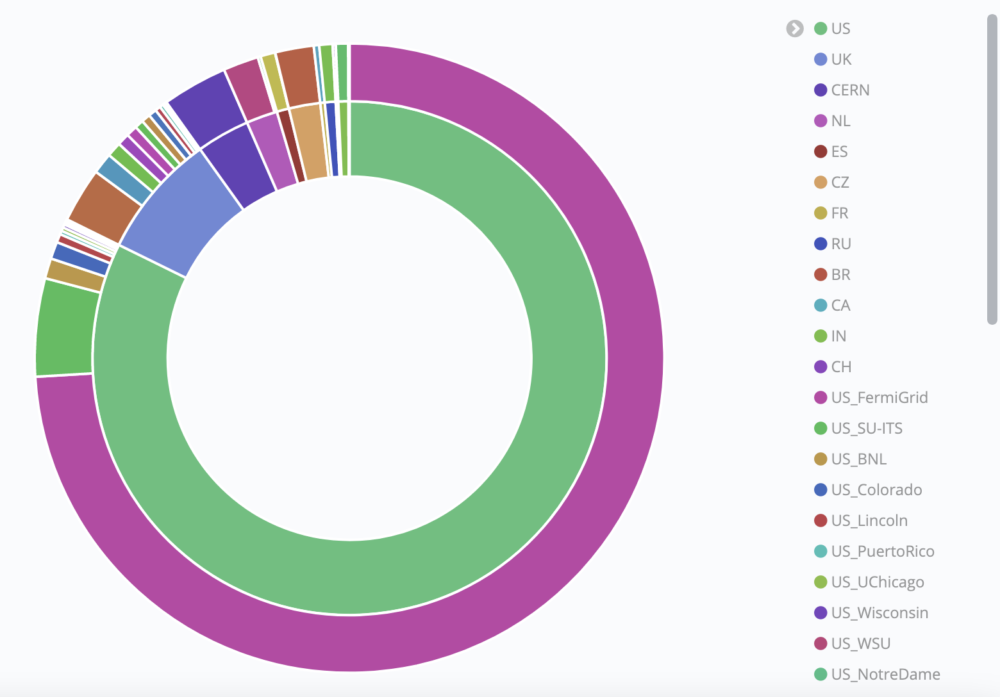 US
UK
CERN
NL
ES
CZ
FR
RU
BR
CA
IN
CH
US_FermiGrid
US_SU-ITS
US_BNL
US_Colorado
US_Lincoln
US_PuertoRico
US_UChicago
US_Wisconsin
US_WSU
US_NotreDame